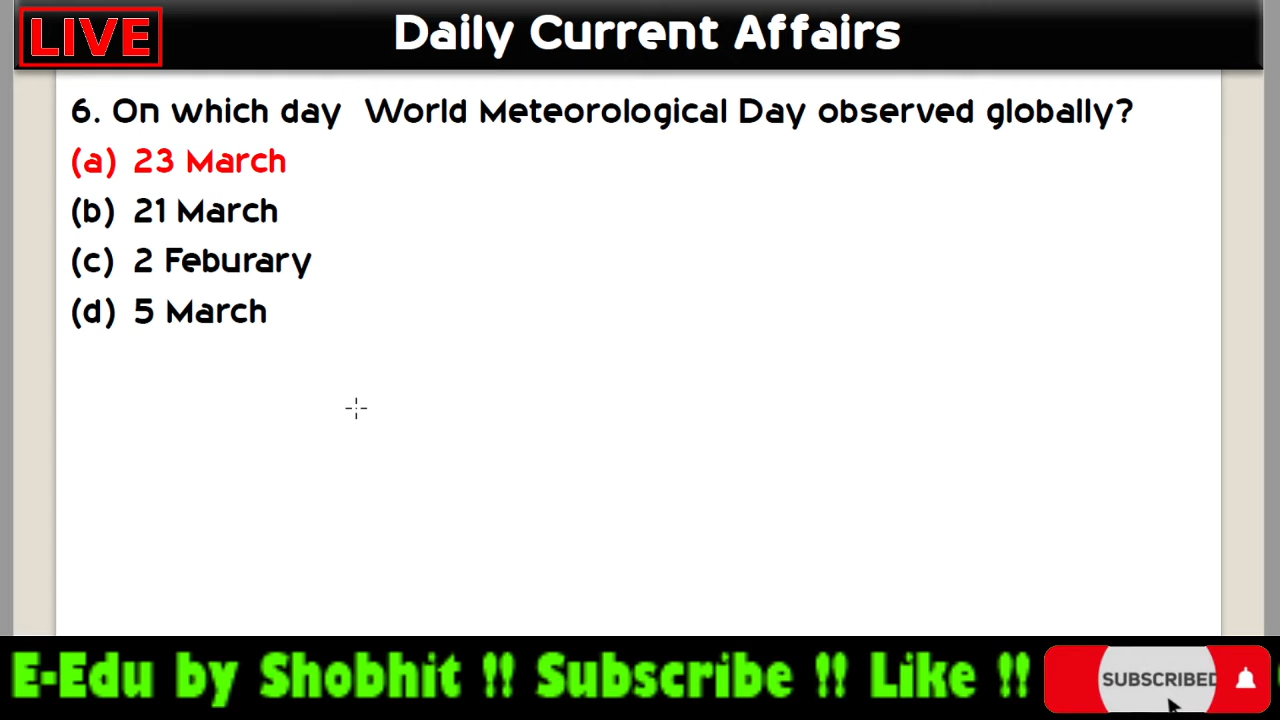 LIVE
Daily Current Affairs
6. On which day World Meteorological Day observed globally?
(a) 23 March
(b) 21 March
(c) 2 Feburary
(d) 5 March
E-Edu by Shobhit !! Subscribe !! Like !!
SUBSCRIBED